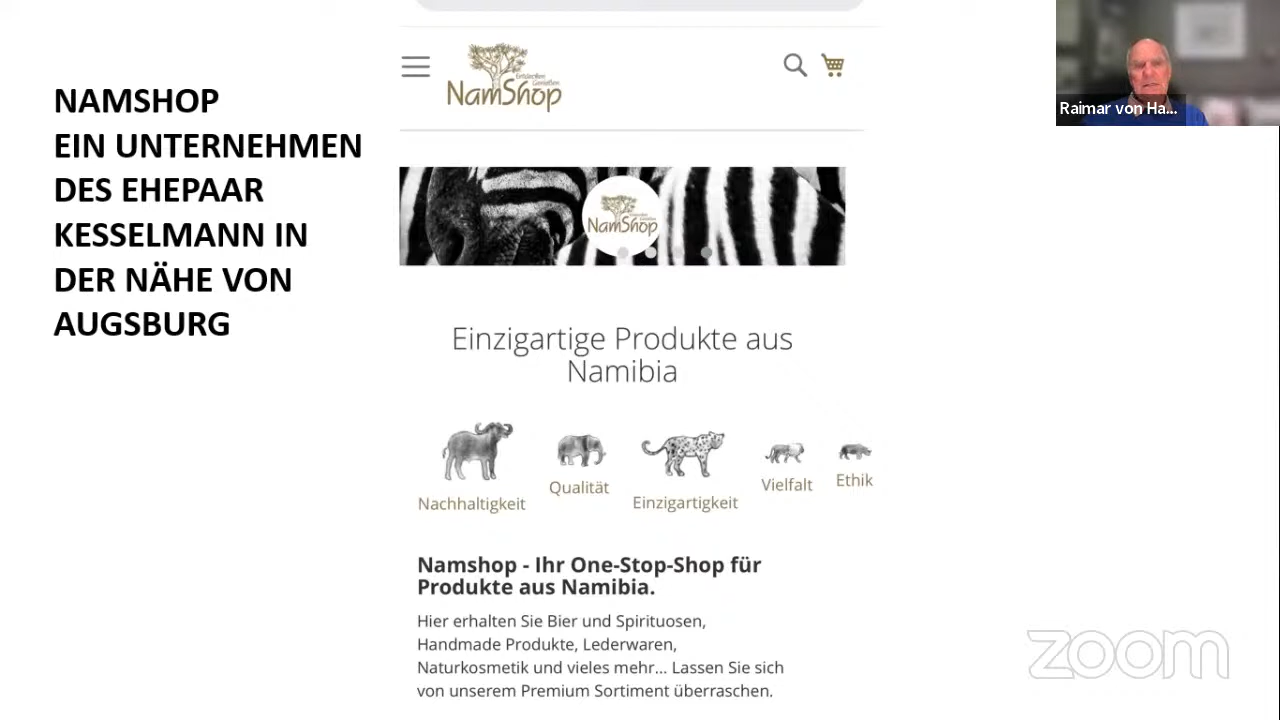 NAMSHOP
EIN UNTERNEHMEN
DES EHEPAAR
KESSELMANN IN
DER NÄHE VON
AUGSBURG
Entdecken
Genießen
NamShop
NamShop
Einzigartige Produkte aus
Namibia
Nachhaltigkeit
Qualität
Einzigartigkeit
Vielfalt
Ethik
Namshop - Ihr One-Stop-Shop für
Produkte aus Namibia.
Hier erhalten Sie Bier und Spirituosen,
Handmade Produkte, Lederwaren,
Naturkosmetik und vieles mehr... Lassen Sie sich
von unserem Premium Sortiment überraschen.
Raimar von Ha...
zoom